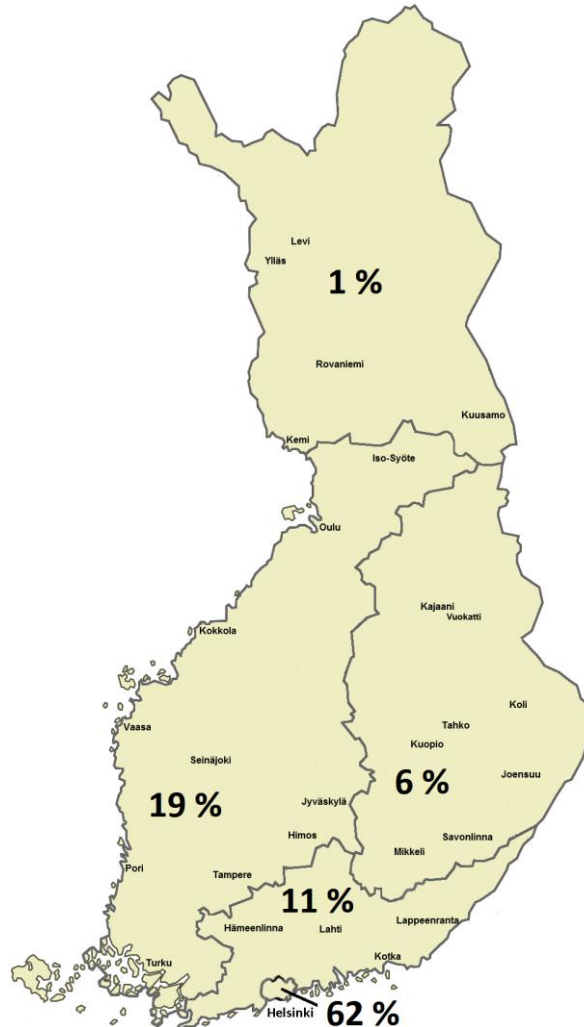 Levi
Ylläs
1 %
Rovaniemi
Kuusamo
Kemi
Iso-Syöte
Oulu
Kajaani
Vuokatti
Kokkola
Koli
Vaasa
Tahko
Kuopio
Seinäjoki
Joensuu
6 %
19 %
Jyväskylä
Himos
Savonlinna
Mikkeli
Pori
Tampere
11 %
Hämeenlinna
Lahti
Lappeenranta
Turku
Kotka
Helsinki
62 %